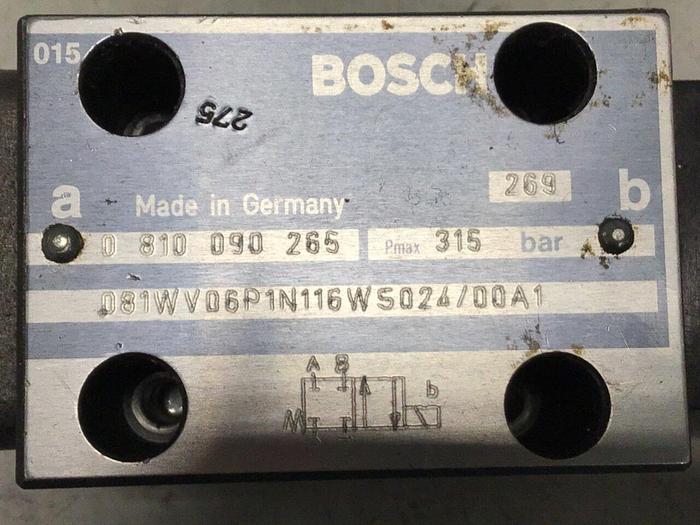 015
BOSCH
275
269
a
b
Made in Germany
0 810 090 265 Pmax 315 bar
081WV06P1N116WS024/00A1
A B
b